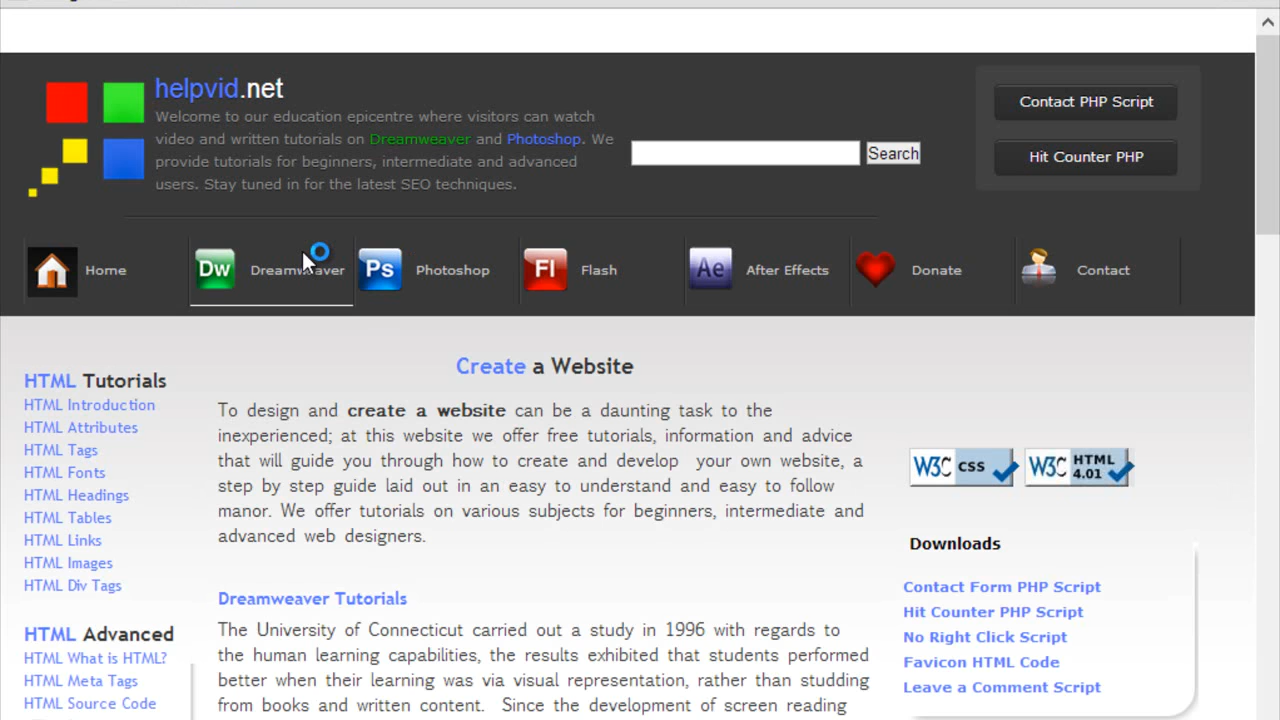 helpvid.net
Welcome to our education epicentre where visitors can watch
video and written tutorials on Dreamweaver and Photoshop. We
provide tutorials for beginners, intermediate and advanced
users. Stay tuned in for the latest SEO techniques.
Search
Contact PHP Script
Hit Counter PHP
Home
Dw Dreamweaver
Ps Photoshop
Fl Flash
Ae After Effects
Donate
Contact
HTML Tutorials
HTML Introduction
HTML Attributes
HTML Tags
HTML Fonts
HTML Headings
HTML Tables
HTML Links
HTML Images
HTML Div Tags
HTML Advanced
HTML What is HTML?
HTML Meta Tags
HTML Source Code
Create a Website
To design and create a website can be a daunting task to the
inexperienced; at this website we offer free tutorials, information and advice
that will guide you through how to create and develop your own website, a
step by step guide laid out in an easy to understand and easy to follow
manor. We offer tutorials on various subjects for beginners, intermediate and
advanced web designers.
Dreamweaver Tutorials
The University of Connecticut carried out a study in 1996 with regards to
the human learning capabilities, the results exhibited that students performed
better when their learning was via visual representation, rather than studding
from books and written content. Since the development of screen reading
W3C css
W3C HTML 4.01
Downloads
Contact Form PHP Script
Hit Counter PHP Script
No Right Click Script
Favicon HTML Code
Leave a Comment Script